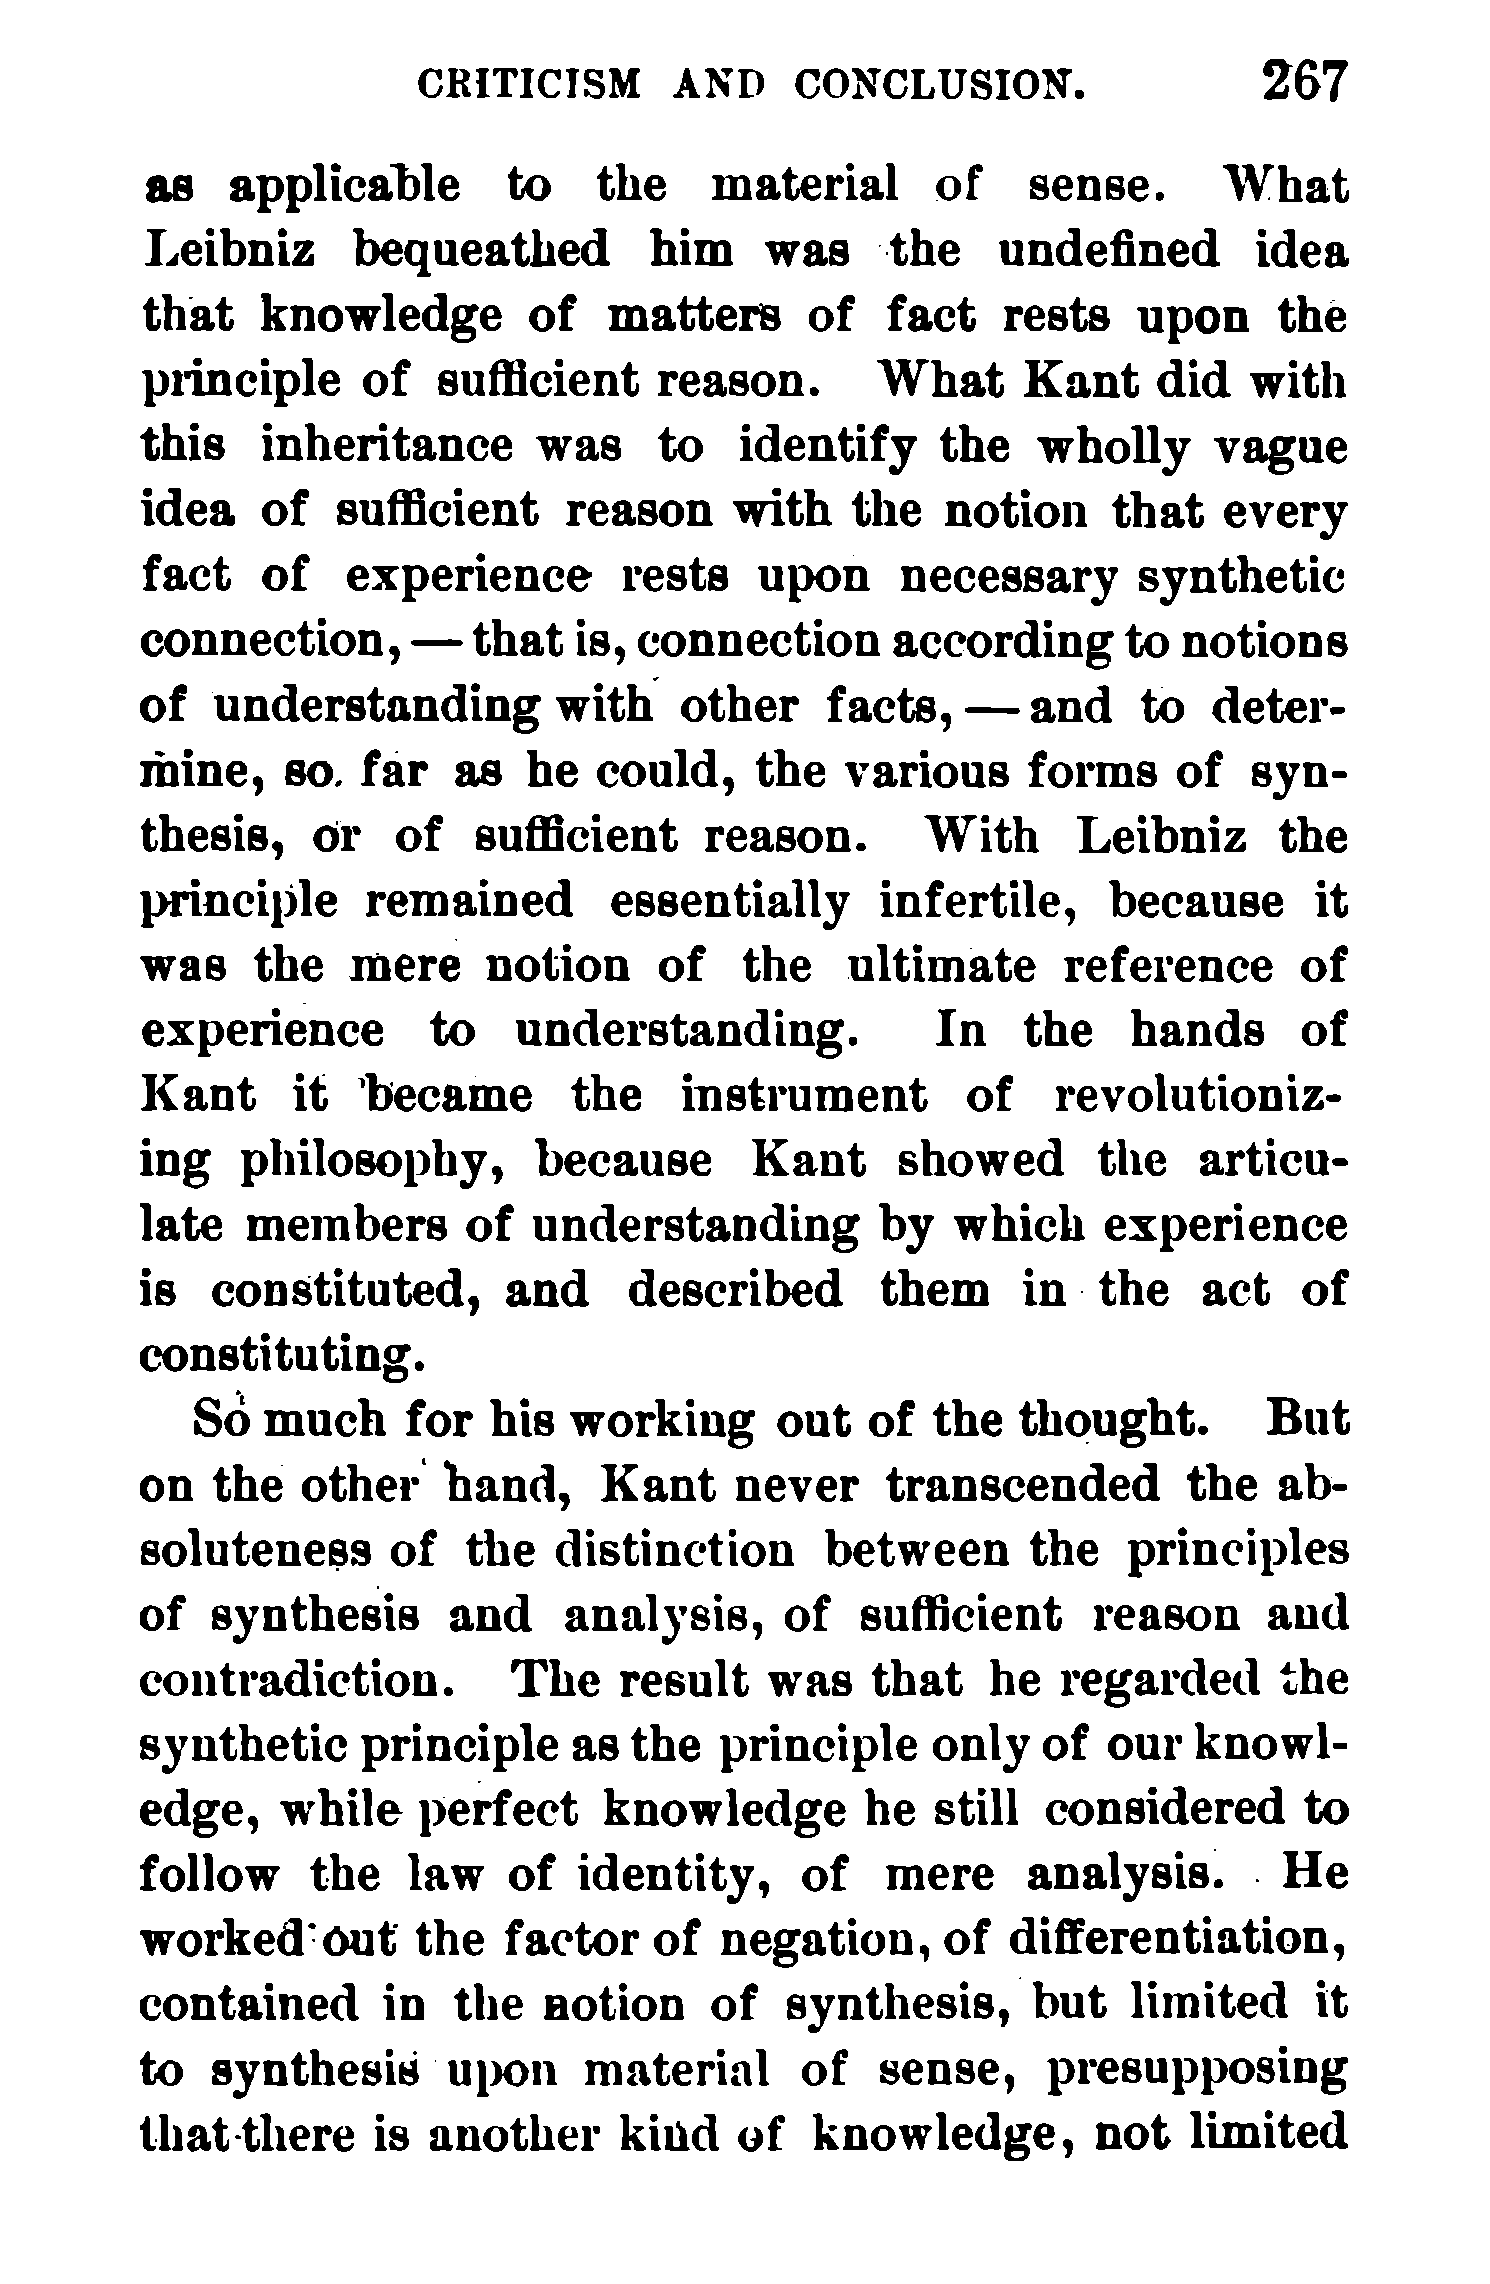 CRITICISM AND CONCLUSION. 267
as applicable to the material of sense. What
Leibniz bequeathed him was the undefined idea
that knowledge of matters of fact rests upon the
principle of sufficient reason. What Kant did with
this inheritance was to identify the wholly vague
idea of sufficient reason with the notion that every
fact of experience rests upon necessary synthetic
connection, — that is, connection according to notions
of understanding with other facts, — and to deter-
mine, so. far as he could, the various forms of syn-
thesis, or of sufficient reason. With Leibniz the
principle remained essentially infertile, because it
was the mere notion of the ultimate reference of
experience to understanding. In the hands of
Kant it became the instrument of revolutioniz-
ing philosophy, because Kant showed the articu-
late members of understanding by which experience
is constituted, and described them in the act of
constituting.
So much for his working out of the thought. But
on the other hand, Kant never transcended the ab-
soluteness of the distinction between the principles
of synthesis and analysis, of sufficient reason and
contradiction. The result was that he regarded the
synthetic principle as the principle only of our knowl-
edge, while perfect knowledge he still considered to
follow the law of identity, of mere analysis. He
worked out the factor of negation, of differentiation,
contained in the notion of synthesis, but limited it
to synthesis upon material of sense, presupposing
that there is another kind of knowledge, not limited